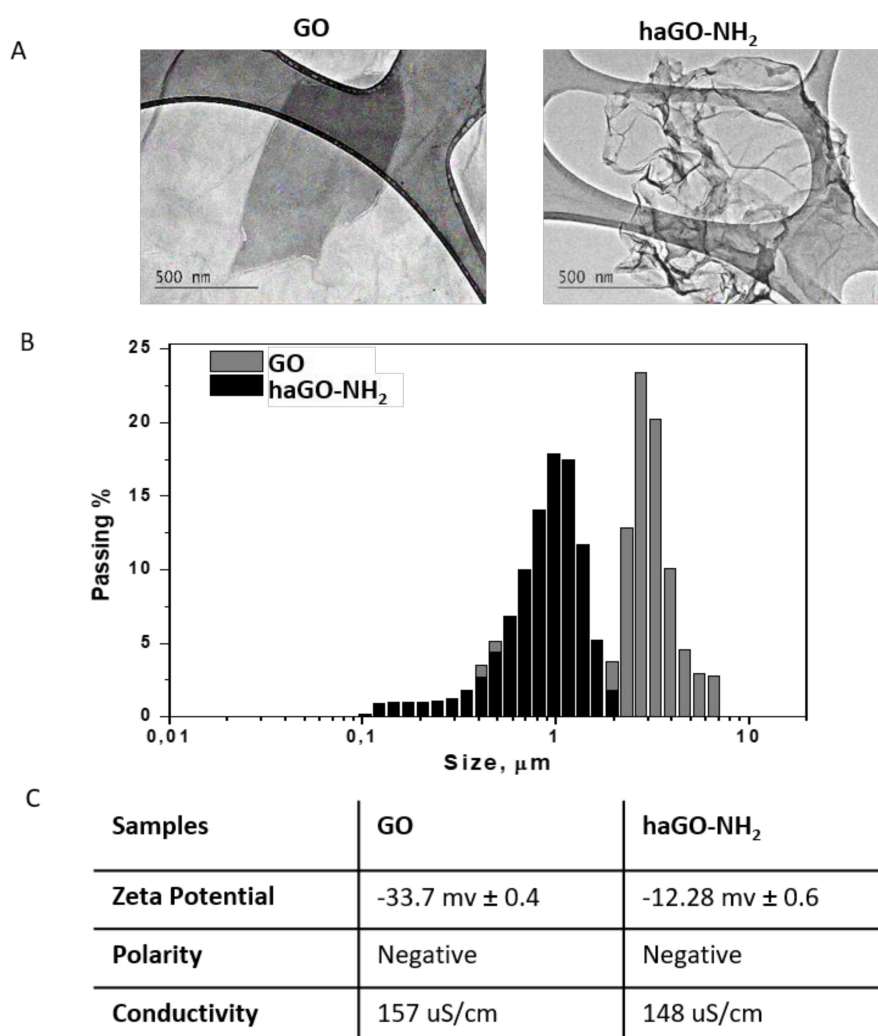 A
GO
haGO-NH₂
500 nm
500 nm
B
25
20
15
10
5
0
Passing %
GO
haGO-NH₂
0,01
0,1
1
10
Size, μm
C
Samples GO haGO-NH₂
Zeta Potential -33.7 mv ± 0.4 -12.28 mv ± 0.6
Polarity Negative Negative
Conductivity 157 uS/cm 148 uS/cm